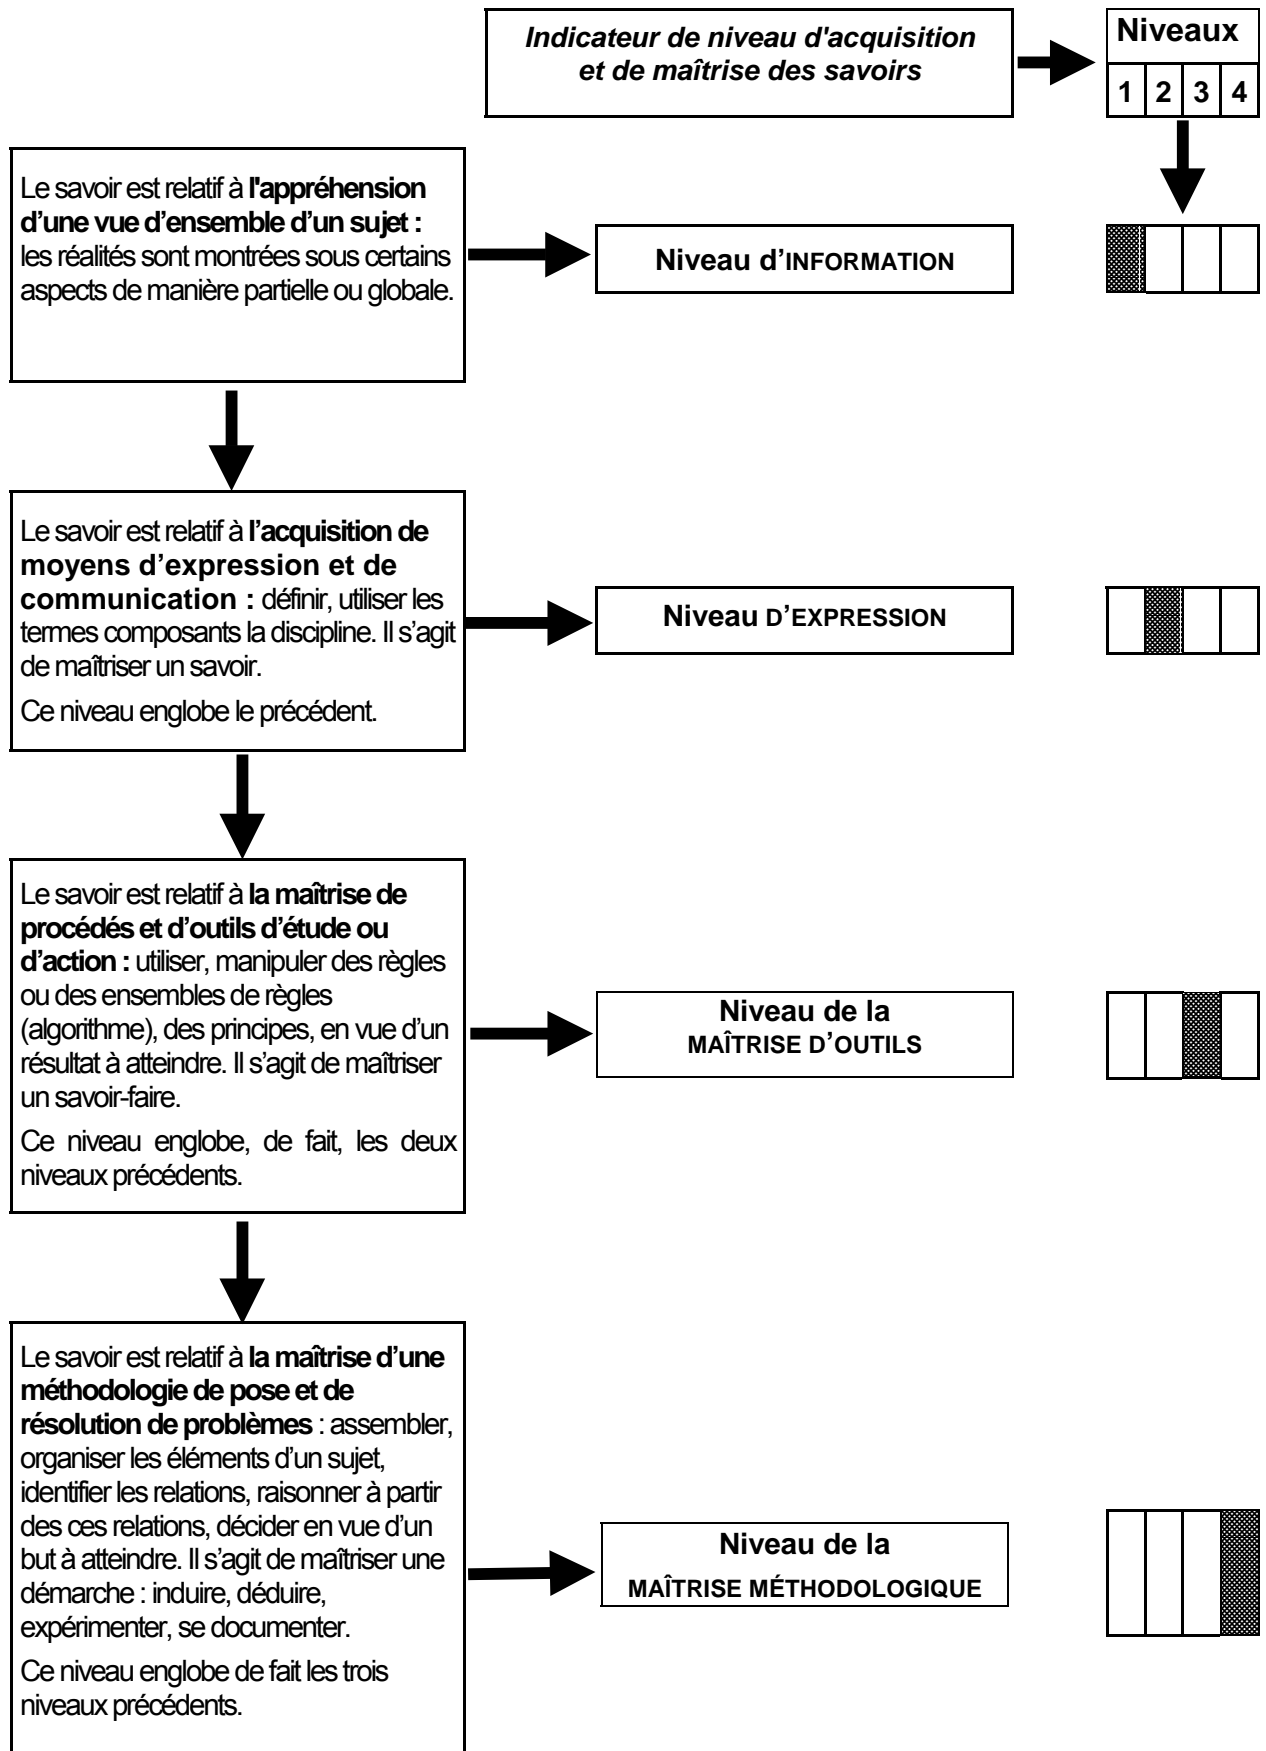 Indicateur de niveau d'acquisition
et de maîtrise des savoirs
Niveaux
1 2 3 4
Le savoir est relatif à l'appréhension
d’une vue d’ensemble d’un sujet :
les réalités sont montrées sous certains
aspects de manière partielle ou globale.
Niveau d’INFORMATION
Le savoir est relatif à l’acquisition de
moyens d’expression et de
communication : définir, utiliser les
termes composants la discipline. Il s’agit
de maîtriser un savoir.
Ce niveau englobe le précédent.
Niveau D’EXPRESSION
Le savoir est relatif à la maîtrise de
procédés et d’outils d’étude ou
d’action : utiliser, manipuler des règles
ou des ensembles de règles
(algorithme), des principes, en vue d’un
résultat à atteindre. Il s’agit de maîtriser
un savoir-faire.
Ce niveau englobe, de fait, les deux
niveaux précédents.
Niveau de la
MAÎTRISE D’OUTILS
Le savoir est relatif à la maîtrise d’une
méthodologie de pose et de
résolution de problèmes : assembler,
organiser les éléments d’un sujet,
identifier les relations, raisonner à partir
des ces relations, décider en vue d’un
but à atteindre. Il s’agit de maîtriser une
démarche : induire, déduire,
expérimenter, se documenter.
Ce niveau englobe de fait les trois
niveaux précédents.
Niveau de la
MAÎTRISE MÉTHODOLOGIQUE